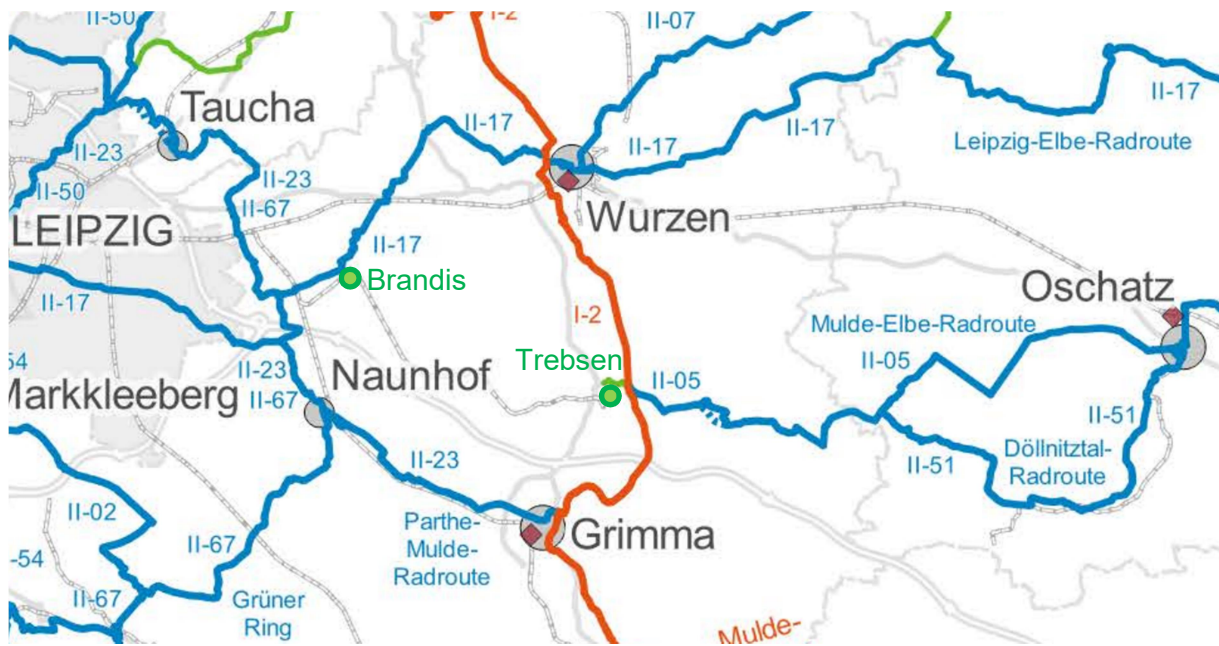 II-50
I-2
II-07
Taucha
II-17
II-17
II-17
II-17
Leipzig-Elbe-Radroute
II-23
II-50
II-23
II-67
LEIPZIG
Wurzen
II-17
Brandis
II-17
Oschatz
I-2
Mulde-Elbe-Radroute
54
Trebsen
II-05
II-05
II-23
II-67
Naunhof
Markkleeberg
II-51
Döllnitztal-
Radroute
II-51
II-23
II-02
Parthe-
Mulde-
Radroute
Grimma
II-67
-54
II-67
Grüner
Ring
Mulde-